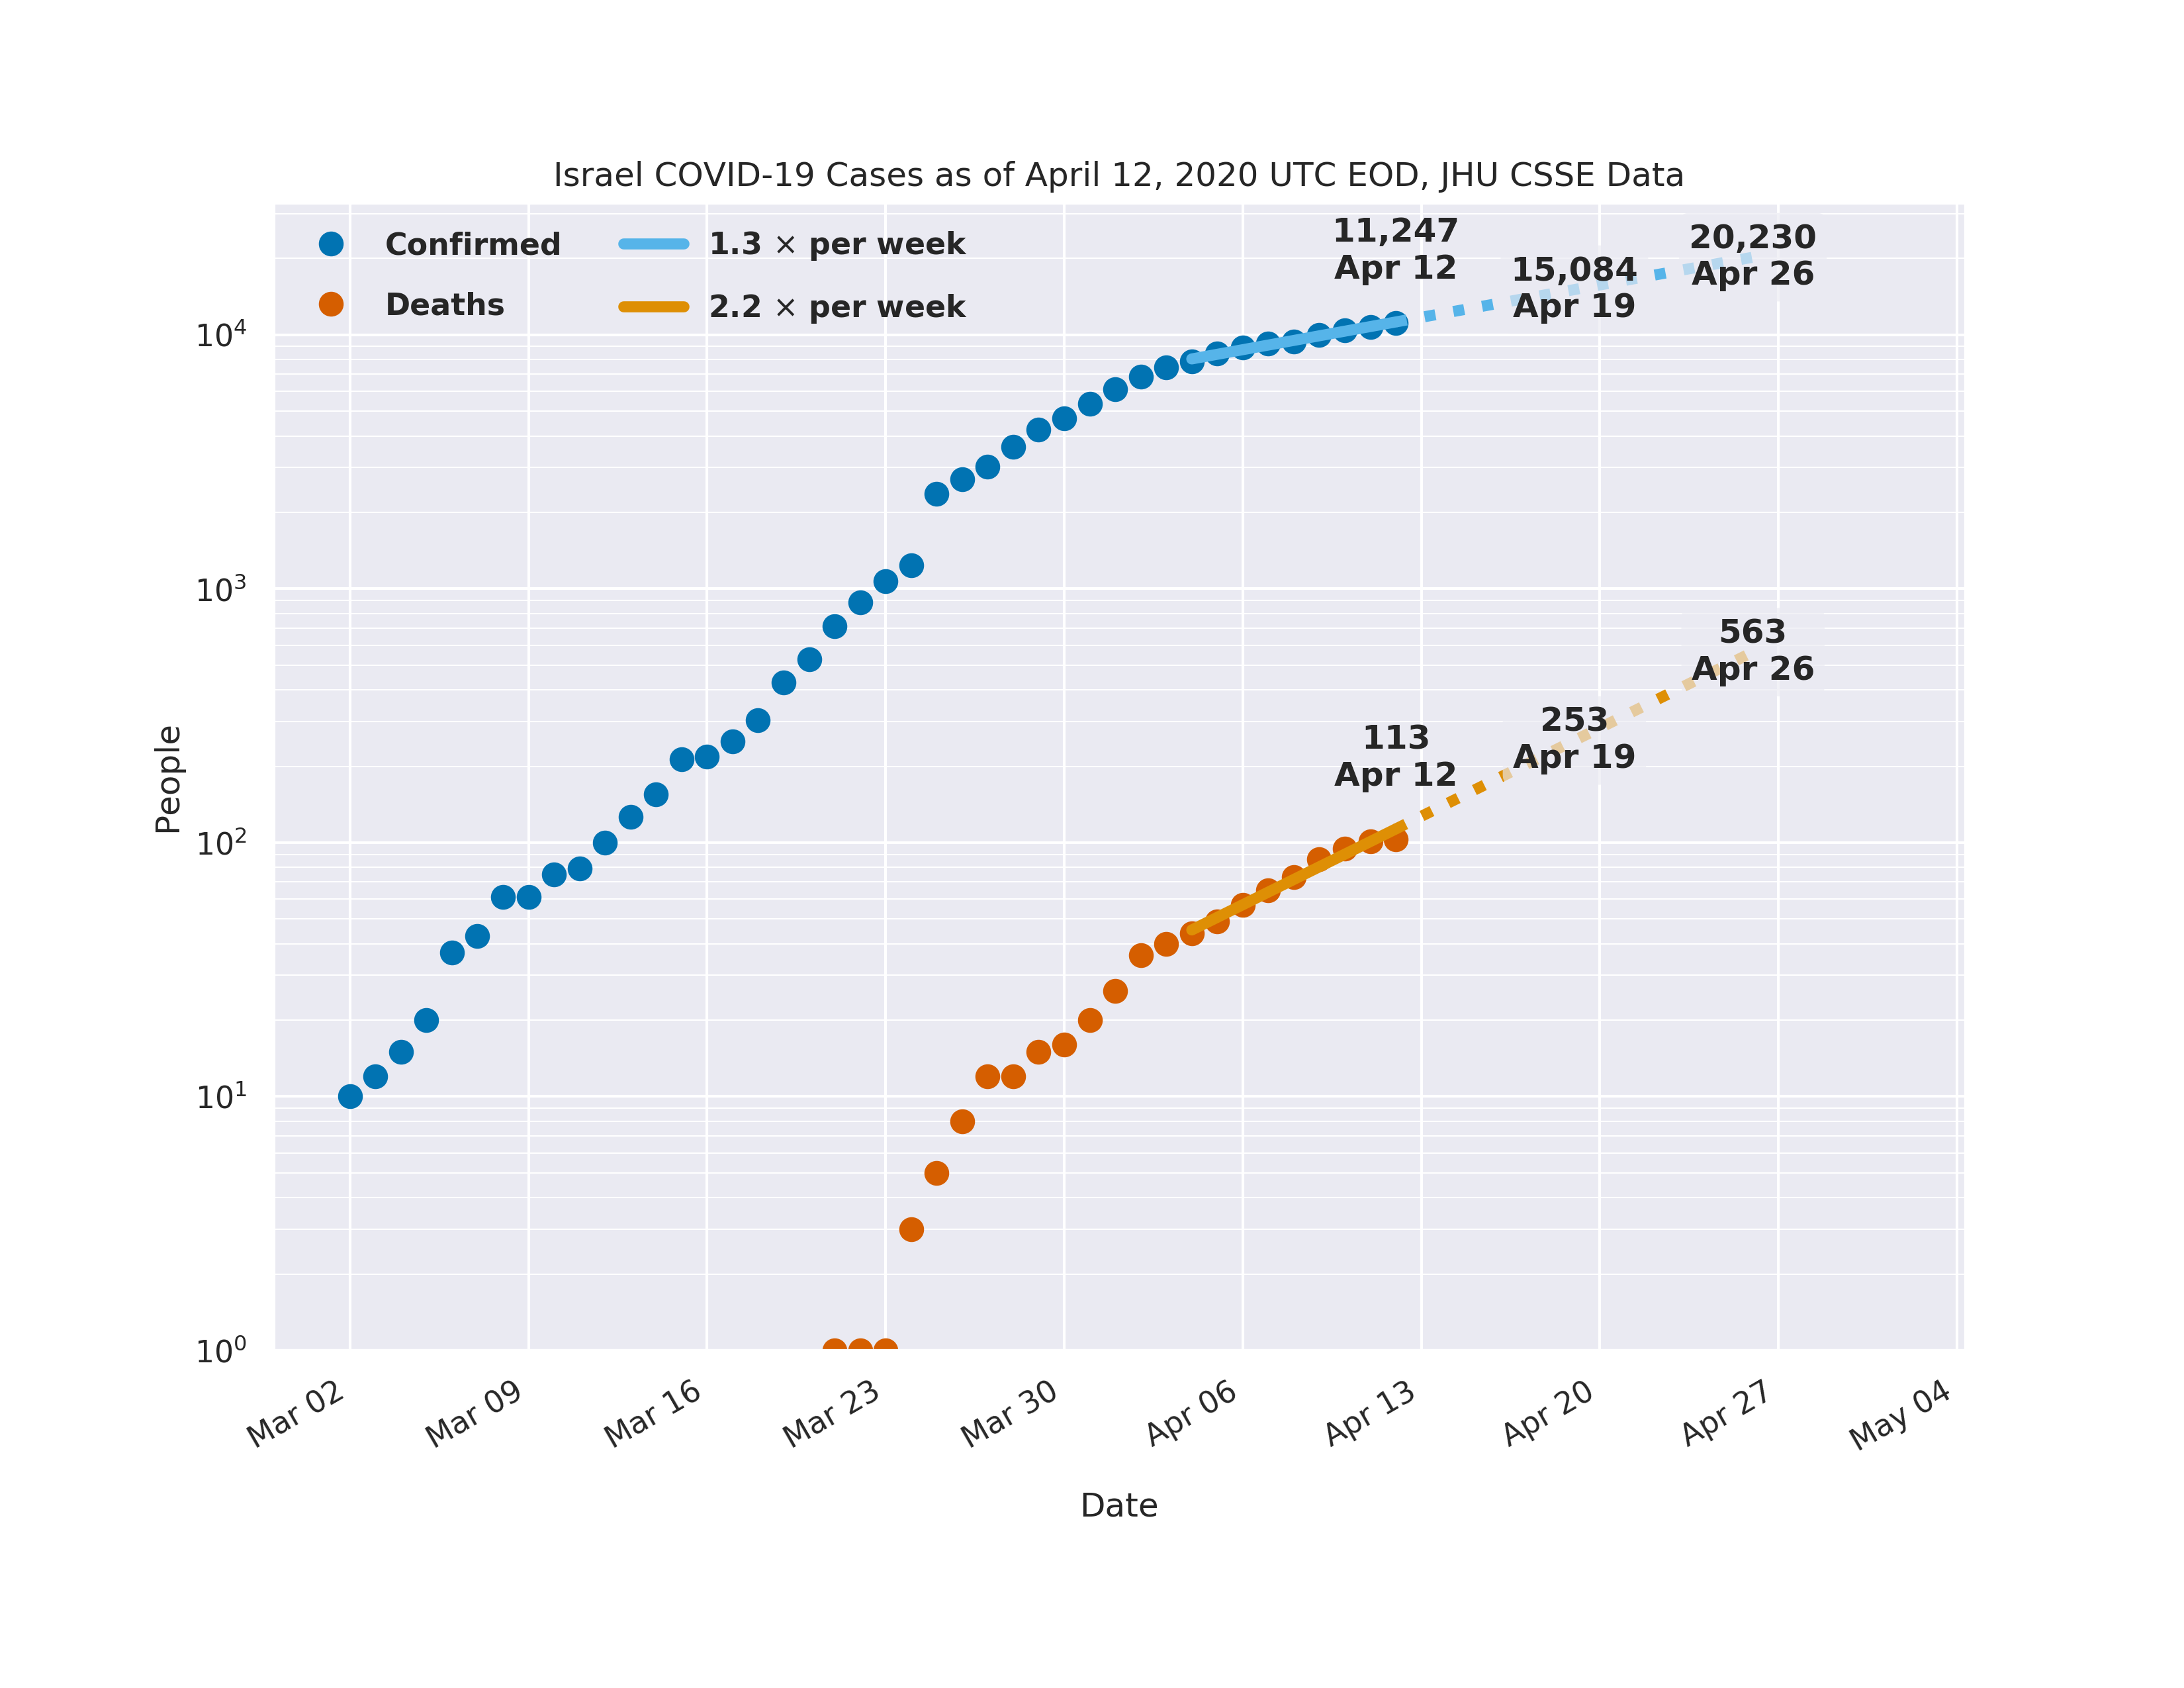 Israel COVID-19 Cases as of April 12, 2020 UTC EOD, JHU CSSE Data
Confirmed
Deaths
1.3 × per week
2.2 × per week
11,247
Apr 12
15,084
Apr 19
20,230
Apr 26
113
Apr 12
253
Apr 19
563
Apr 26
People
10⁴
10³
10²
10¹
10⁰
Mar 02
Mar 09
Mar 16
Mar 23
Mar 30
Apr 06
Apr 13
Apr 20
Apr 27
May 04
Date